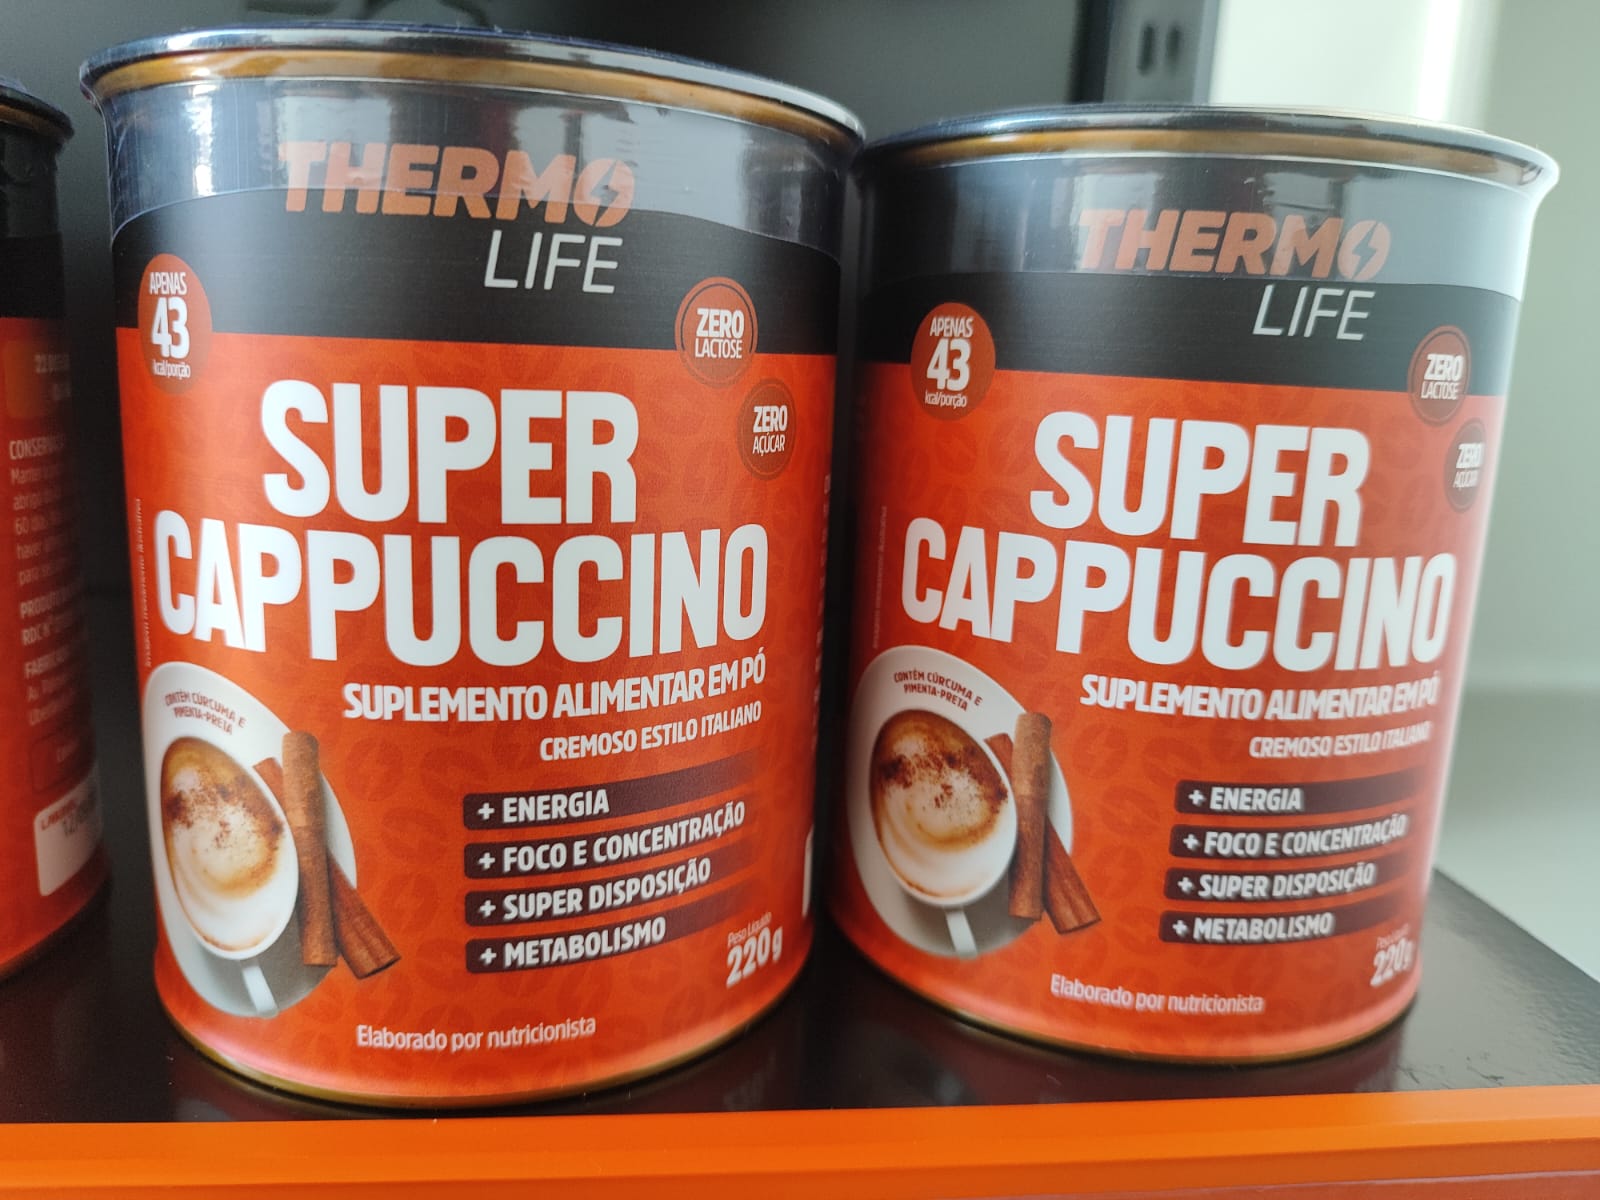 THERMO
LIFE
APENAS
43
kcal/porção
ZERO
LACTOSE
ZERO
AÇÚCAR
SUPER
CAPPUCCINO
SUPLEMENTO ALIMENTAR EM PÓ
CREMOSO ESTILO ITALIANO
CONTÉM CÚRCUMA E
PIMENTA-PRETA
+ ENERGIA
+ FOCO E CONCENTRAÇÃO
+ SUPER DISPOSIÇÃO
+ METABOLISMO
Peso Líquido
220g
Elaborado por nutricionista
THERMO
LIFE
APENAS
43
kcal/porção
ZERO
LACTOSE
ZERO
AÇÚCAR
SUPER
CAPPUCCINO
SUPLEMENTO ALIMENTAR EM PÓ
CREMOSO ESTILO ITALIANO
CONTÉM CÚRCUMA E
PIMENTA-PRETA
+ ENERGIA
+ FOCO E CONCENTRAÇÃO
+ SUPER DISPOSIÇÃO
+ METABOLISMO
Peso Líquido
220g
Elaborado por nutricionista